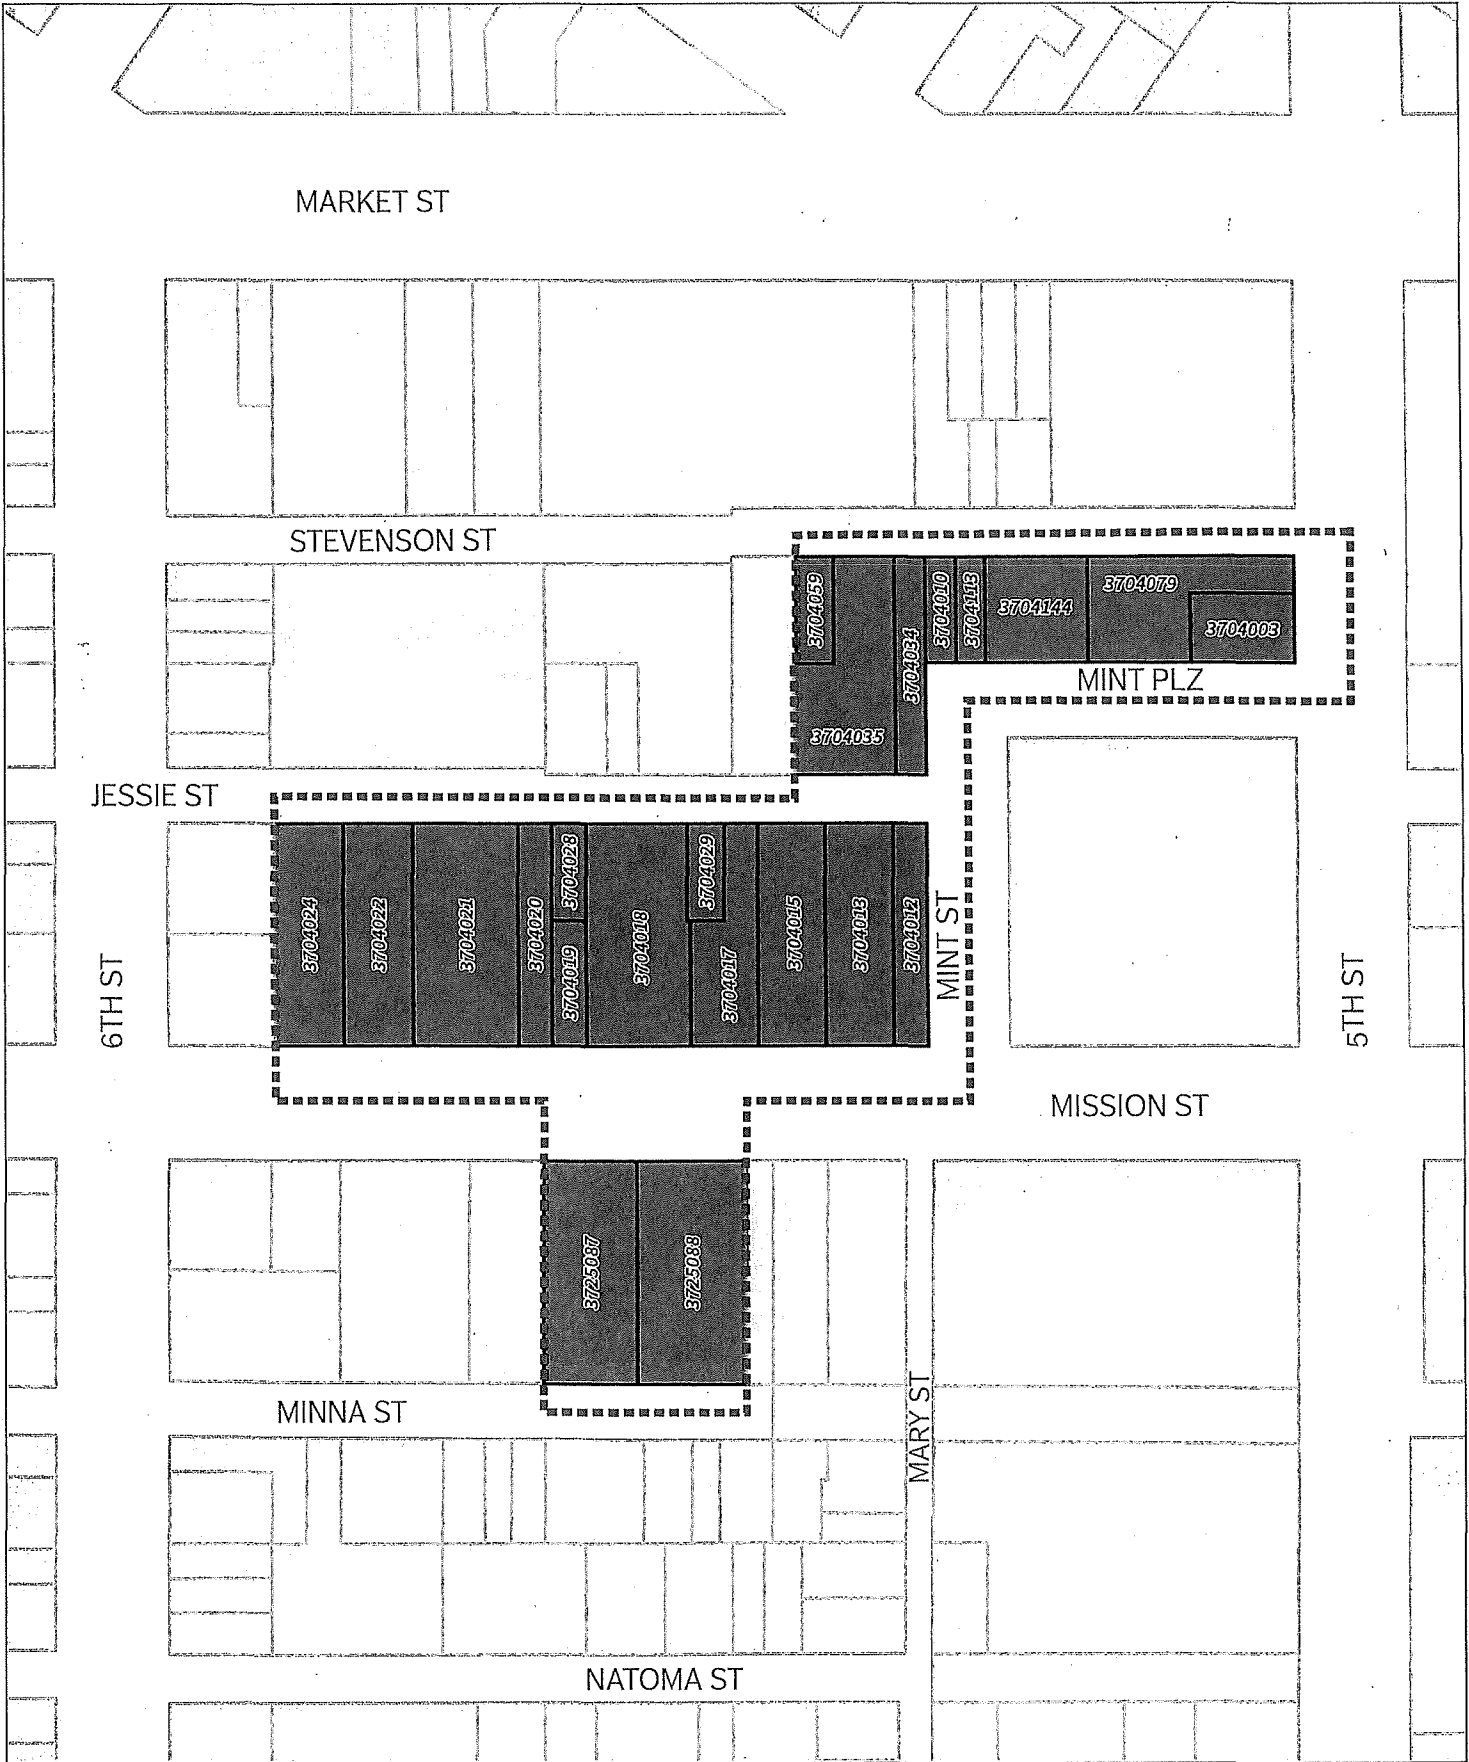 MARKET ST
STEVENSON ST
3704059
3704034
3704010
3704113
3704144
3704079
3704003
MINT PLZ
3704035
JESSIE ST
3704024
3704022
3704021
3704020
3704028
3704019
3704018
3704029
3704017
3704015
3704013
3704012
MINT ST
6TH ST
5TH ST
MISSION ST
3725087
3725088
MINNA ST
MARY ST
NATOMA ST